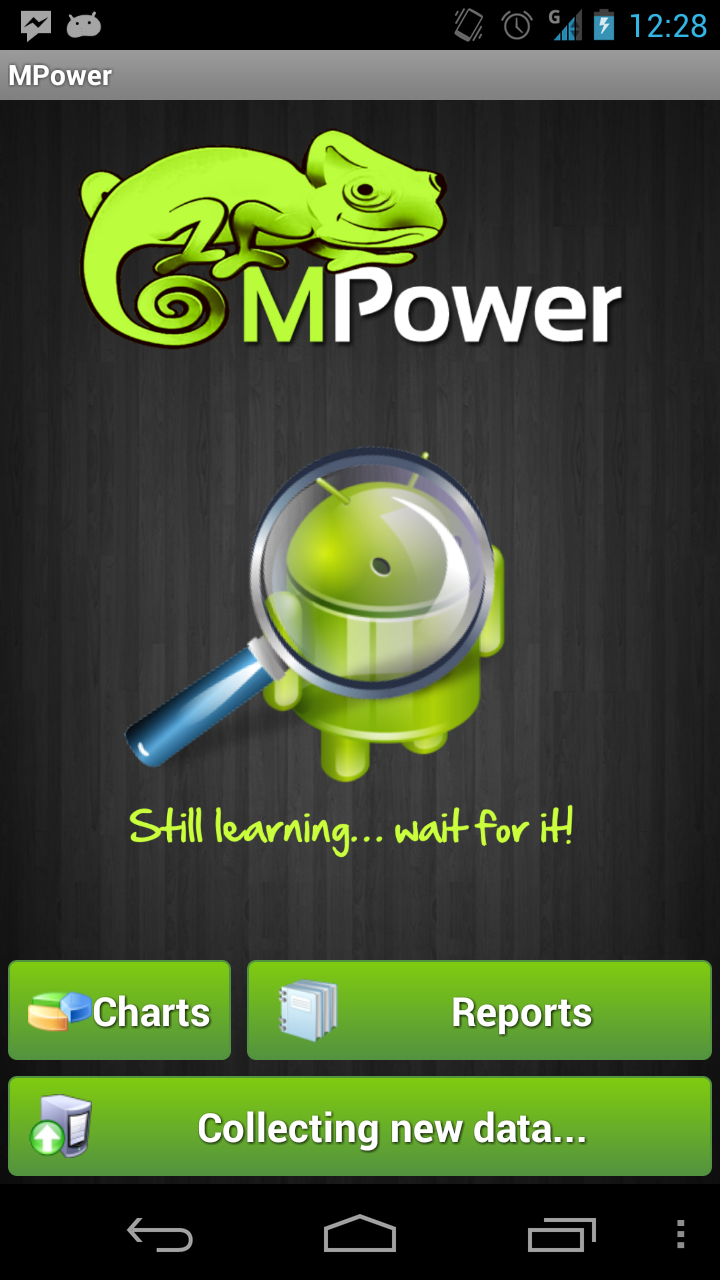 G 12:28
MPower
MPower
Still learning... wait for it!
Charts
Reports
Collecting new data...